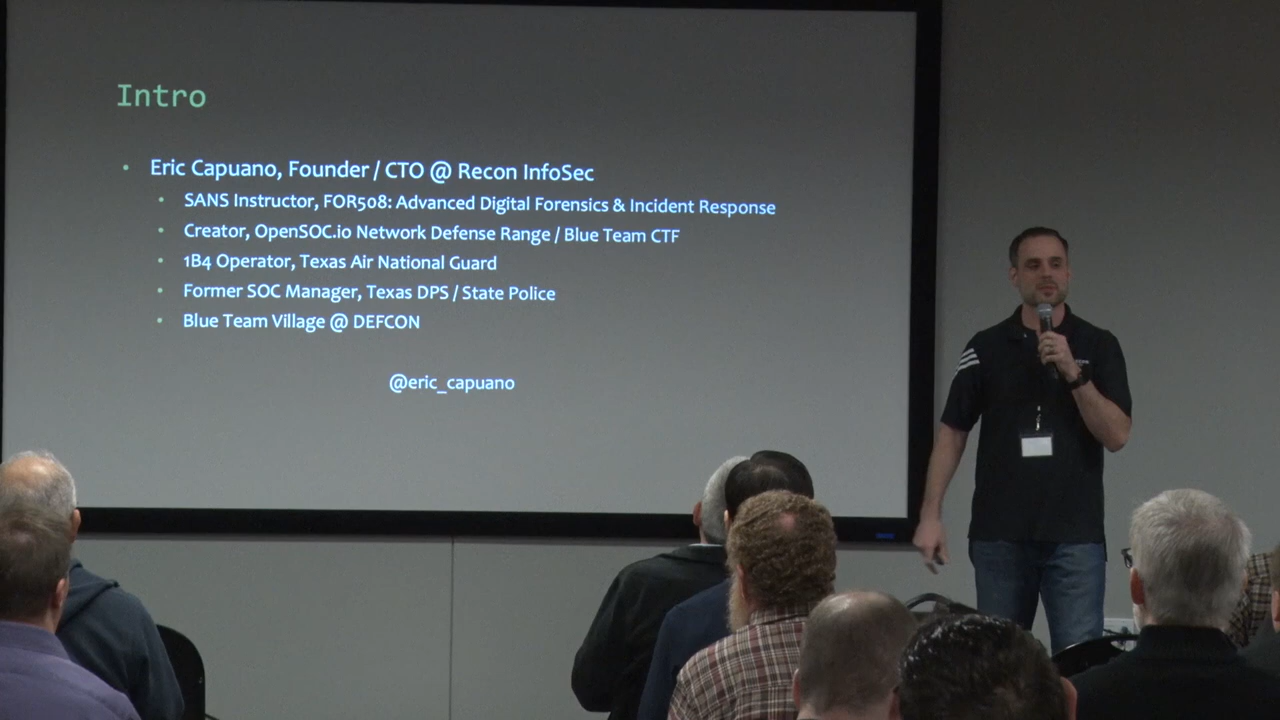 Intro
Eric Capuano, Founder / CTO @ Recon InfoSec
SANS Instructor, FOR508: Advanced Digital Forensics & Incident Response
Creator, OpenSOC.io Network Defense Range / Blue Team CTF
1B4 Operator, Texas Air National Guard
Former SOC Manager, Texas DPS / State Police
Blue Team Village @ DEFCON
@eric_capuano